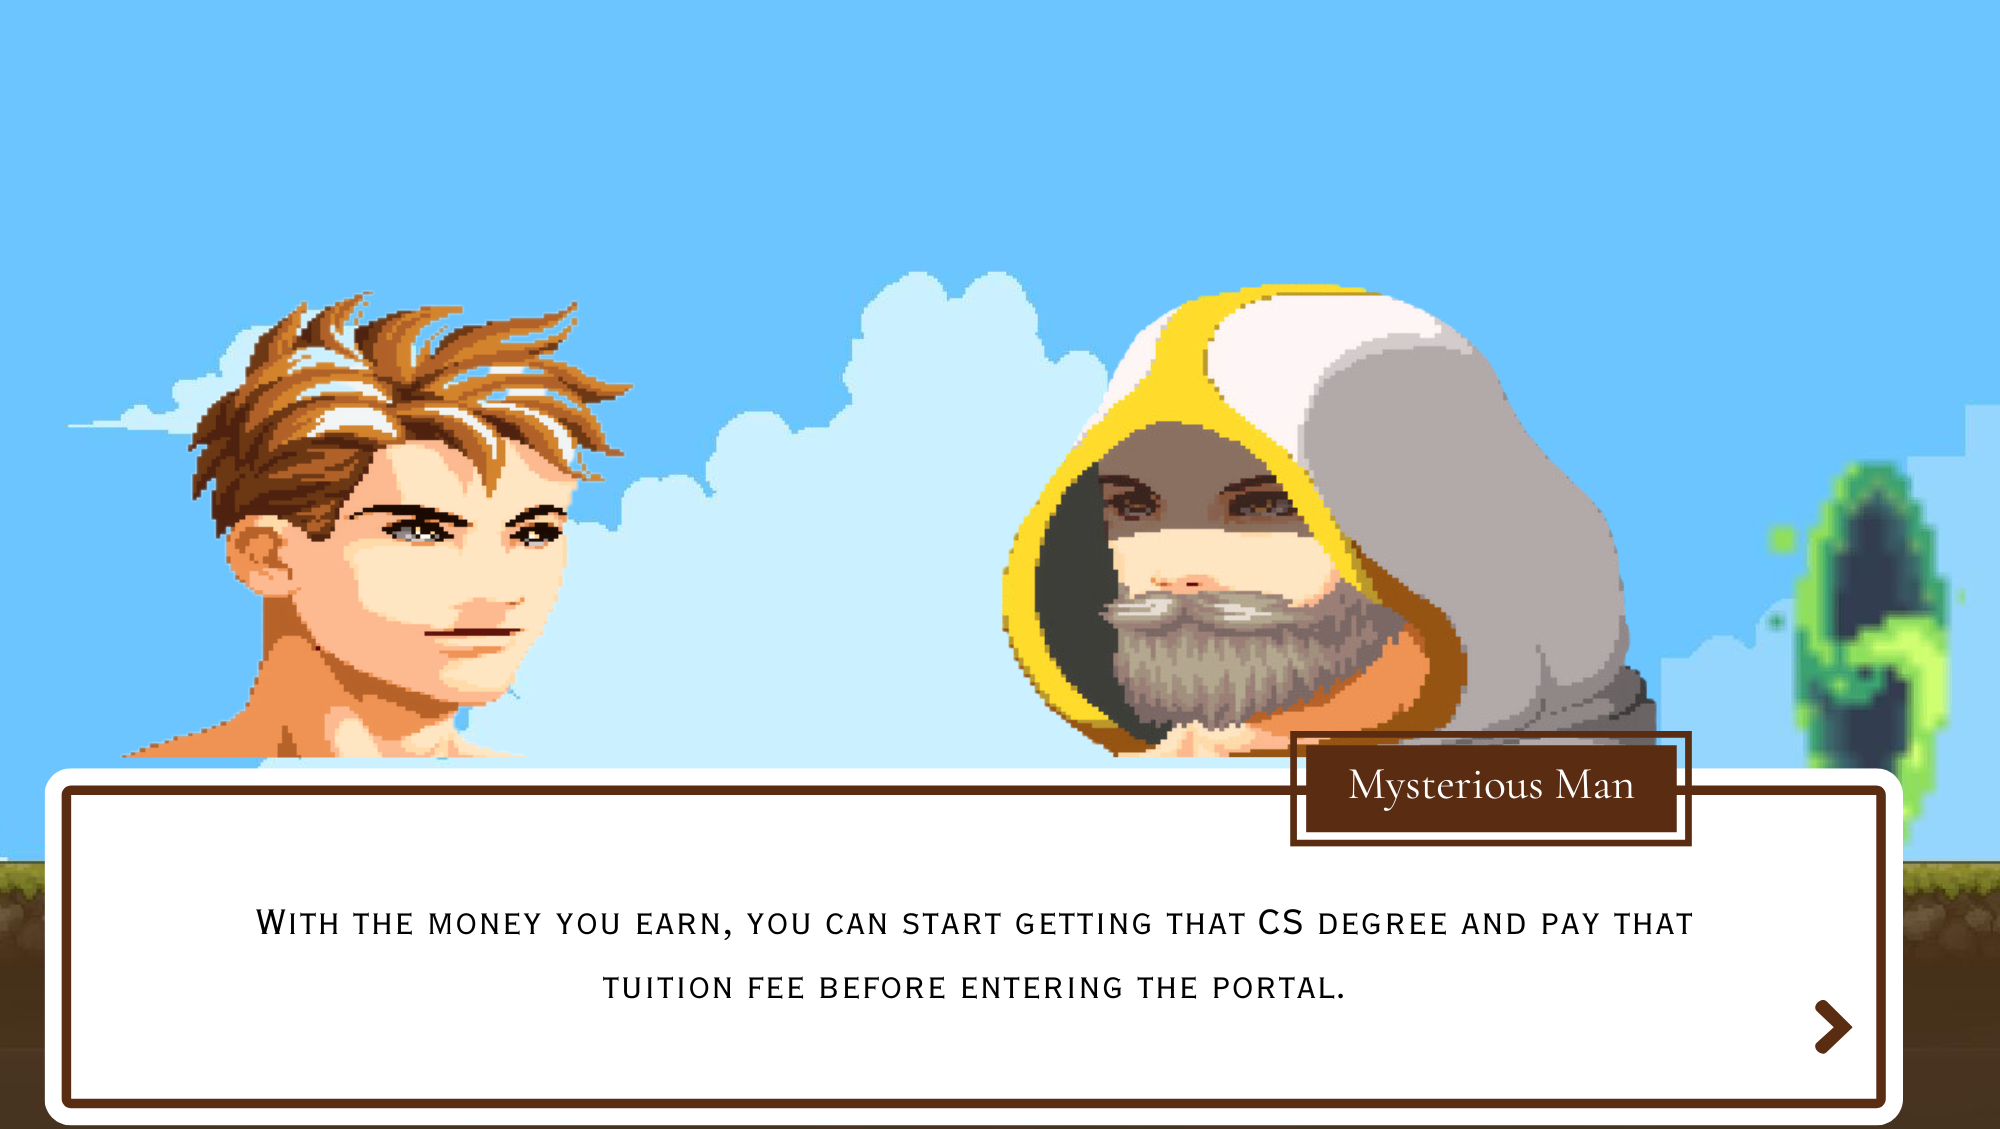 Mysterious Man
With the money you earn, you can start getting that CS degree and pay that
tuition fee before entering the portal.